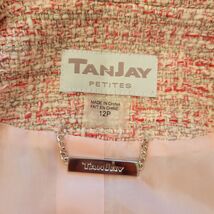 TANJAY
PETITES
MADE IN CHINA
FAIT EN CHINE
12P
TANJAY